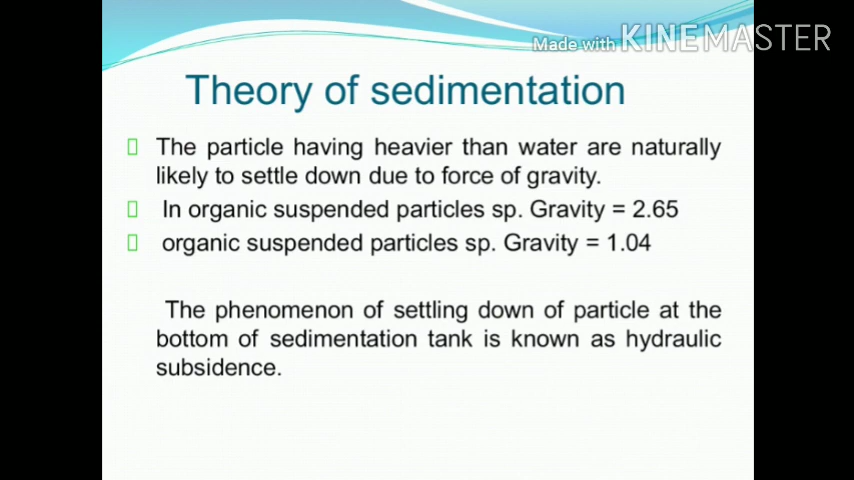 Made with KINEMASTER
Theory of sedimentation
The particle having heavier than water are naturally
likely to settle down due to force of gravity.
In organic suspended particles sp. Gravity = 2.65
organic suspended particles sp. Gravity = 1.04
The phenomenon of settling down of particle at the
bottom of sedimentation tank is known as hydraulic
subsidence.